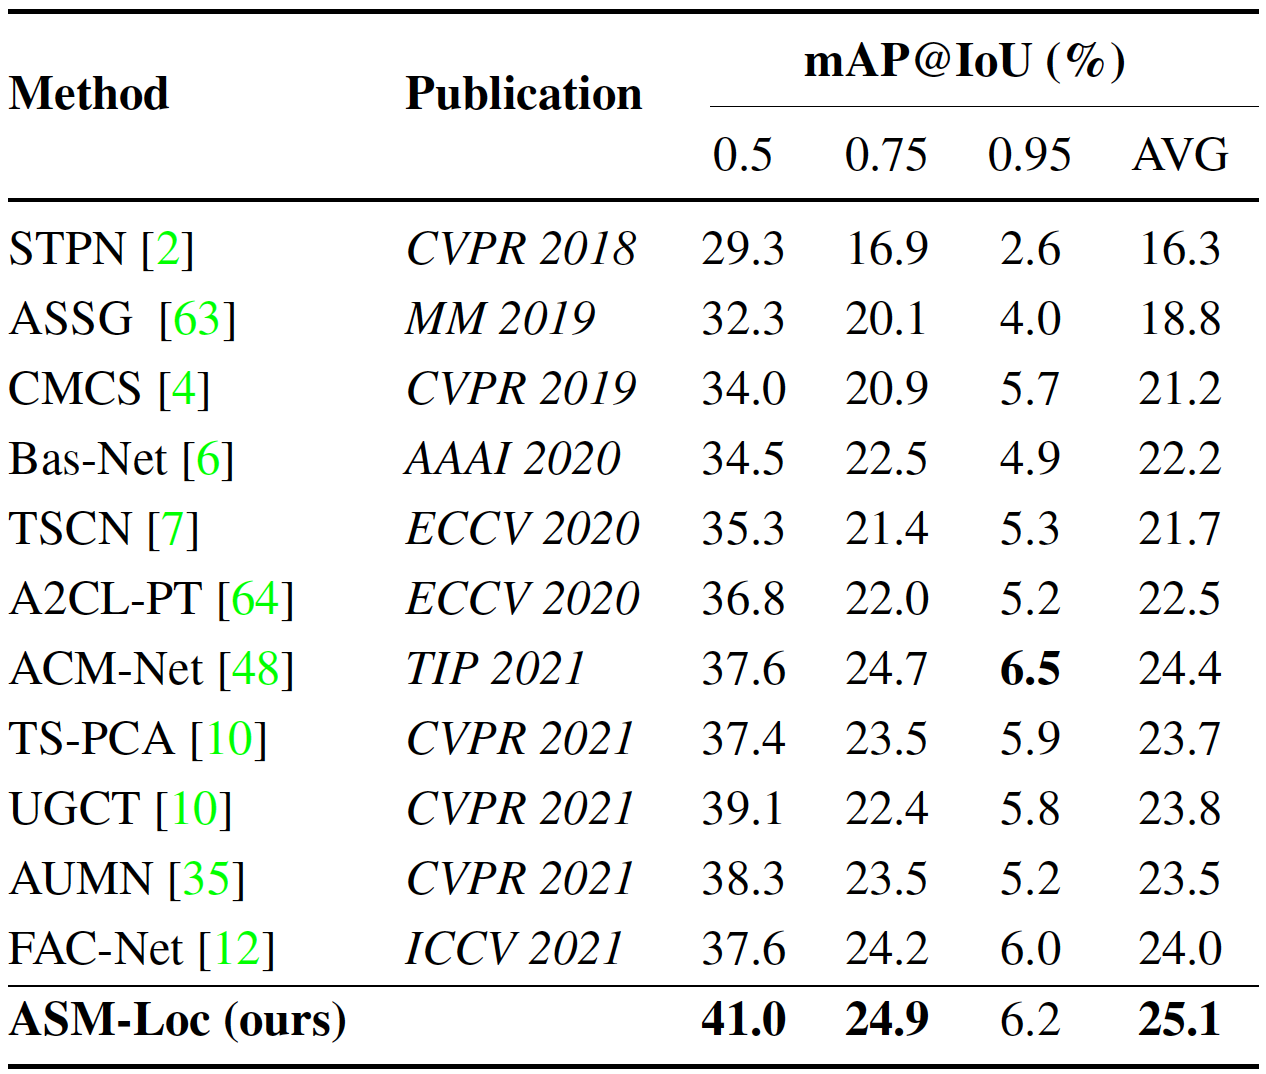 Method Publication mAP@IoU (%)
0.5 0.75 0.95 AVG
STPN [2] CVPR 2018 29.3 16.9 2.6 16.3
ASSG [63] MM 2019 32.3 20.1 4.0 18.8
CMCS [4] CVPR 2019 34.0 20.9 5.7 21.2
Bas-Net [6] AAAI 2020 34.5 22.5 4.9 22.2
TSCN [7] ECCV 2020 35.3 21.4 5.3 21.7
A2CL-PT [64] ECCV 2020 36.8 22.0 5.2 22.5
ACM-Net [48] TIP 2021 37.6 24.7 6.5 24.4
TS-PCA [10] CVPR 2021 37.4 23.5 5.9 23.7
UGCT [10] CVPR 2021 39.1 22.4 5.8 23.8
AUMN [35] CVPR 2021 38.3 23.5 5.2 23.5
FAC-Net [12] ICCV 2021 37.6 24.2 6.0 24.0
ASM-Loc (ours) 41.0 24.9 6.2 25.1